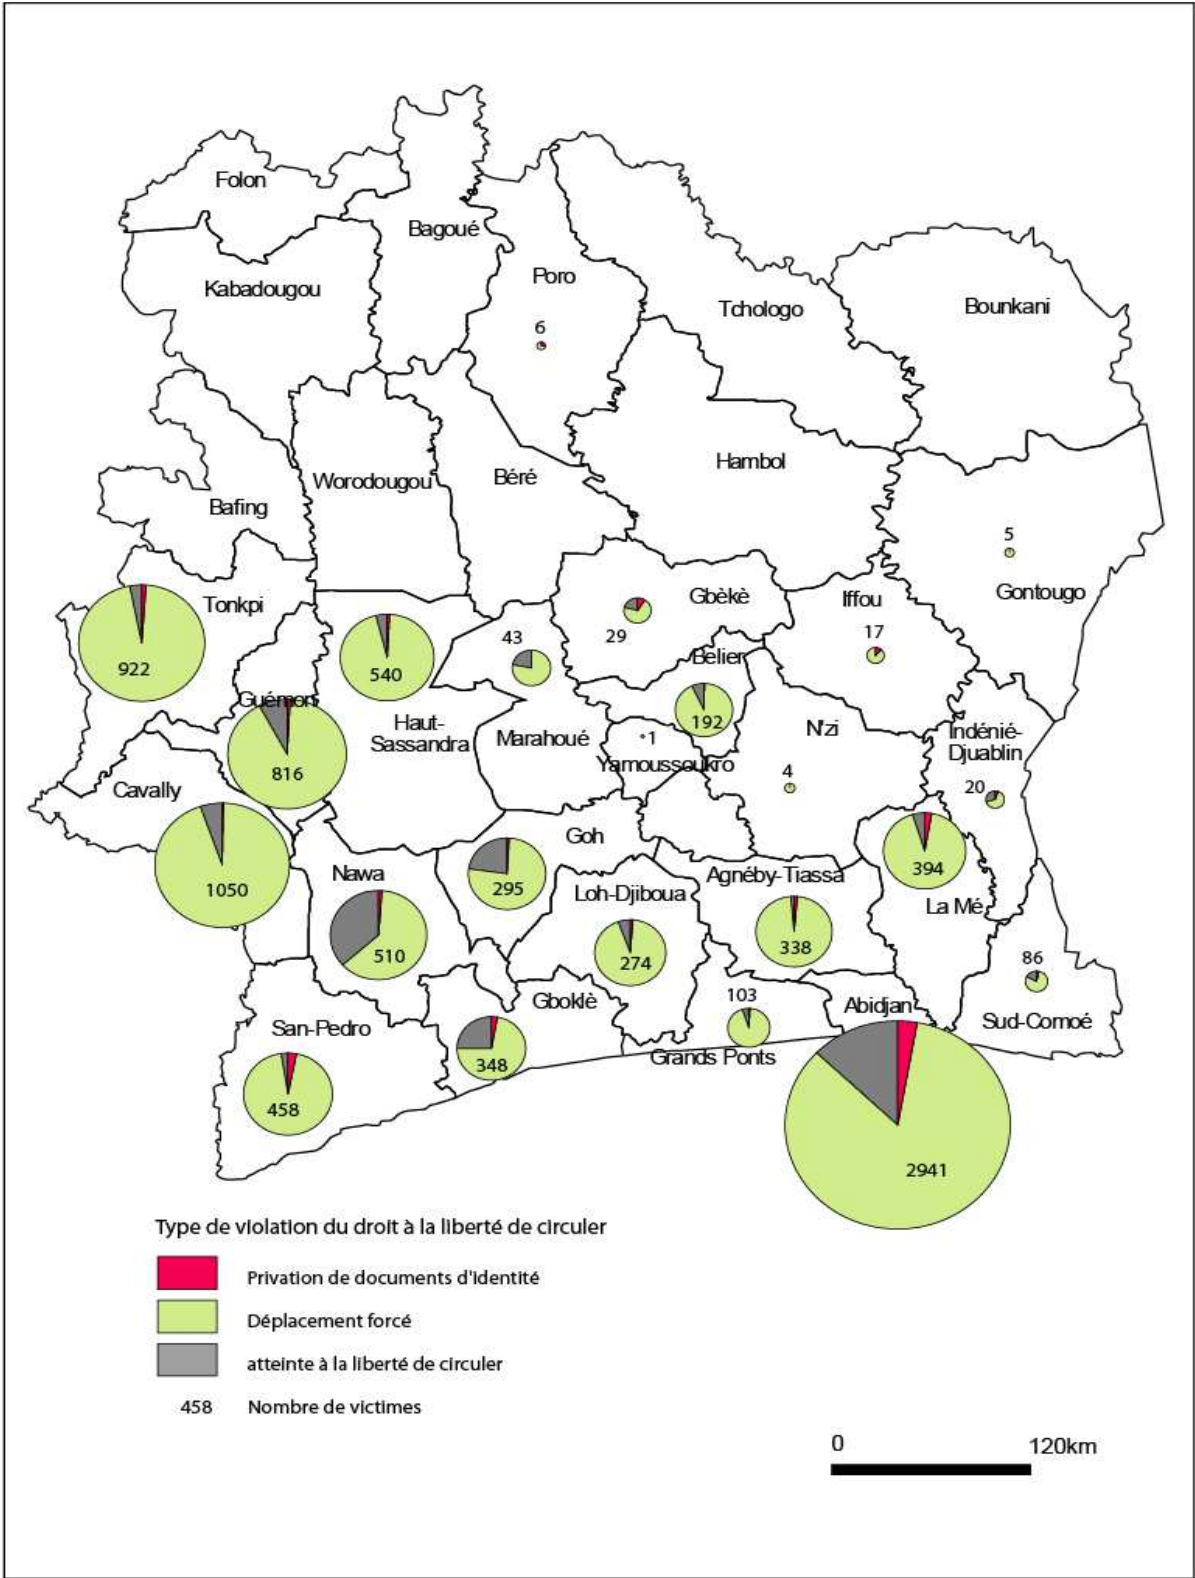 Folon
Bagoué
Kabadougou
Poro
6
Tchologo
Bounkani
Worodougou
Béré
Hambol
Bafing
5
Gontougo
Tonkpi
922
540
43
Gbèkè
29
Iffou
17
Belier
192
Guémon
816
Haut-
Sassandra
Marahoué
1
Yamoussoukro
N'zi
4
Indénié-
Djuablin
20
Cavally
1050
Nawa
510
Goh
295
Loh-Djiboua
274
Agnéby-Tiassa
338
394
La Mé
86
Sud-Comoé
San-Pedro
458
Gboklè
348
103
Grands Ponts
Abidjan
2941
Type de violation du droit à la liberté de circuler
Privation de documents d'identité
Déplacement forcé
atteinte à la liberté de circuler
458 Nombre de victimes
0 120km